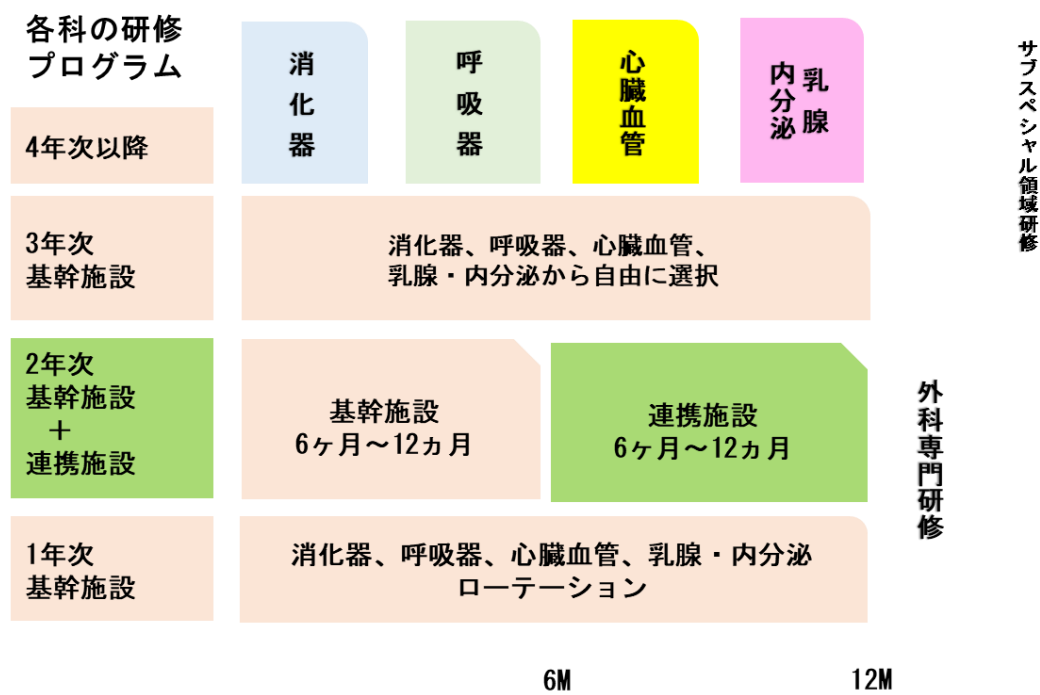 各科の研修
プログラム
消化器
呼吸器
心臓血管
乳腺
内分泌
サブスペシャル領域研修
4年次以降
3年次
基幹施設
消化器、呼吸器、心臓血管、
乳腺・内分泌から自由に選択
2年次
基幹施設
＋
連携施設
基幹施設
6ヶ月～12ヵ月
連携施設
6ヶ月～12ヵ月
外科専門研修
1年次
基幹施設
消化器、呼吸器、心臓血管、乳腺・内分泌
ローテーション
6M
12M